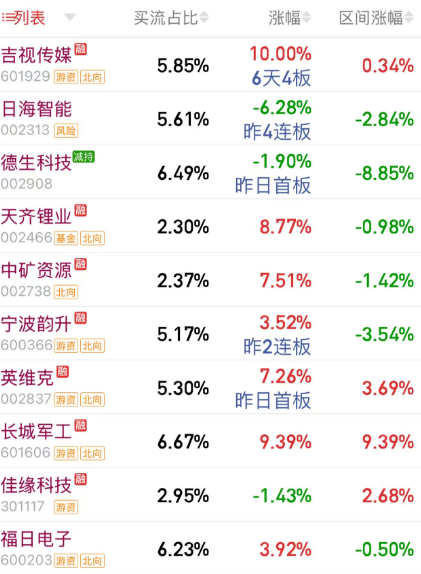 列表 买流占比 涨幅 区间涨幅
吉视传媒 融 5.85% 10.00% 0.34%
601929 游资 北向 6天4板
日海智能 5.61% -6.28% -2.84%
002313 风险 昨4连板
德生科技 减持 6.49% -1.90% -8.85%
002908 昨日首板
天齐锂业 融 2.30% 8.77% -0.98%
002466 基金 北向
中矿资源 融 2.37% 7.51% -1.42%
002738 北向
宁波韵升 融 5.17% 3.52% -3.54%
600366 游资 北向 昨2连板
英维克 融 5.30% 7.26% 3.69%
002837 游资 北向 昨日首板
长城军工 融 6.67% 9.39% 9.39%
601606 游资 北向
佳缘科技 融 2.95% -1.43% 2.68%
301117 游资
福日电子 6.23% 3.92% -0.50%
600203 游资 北向